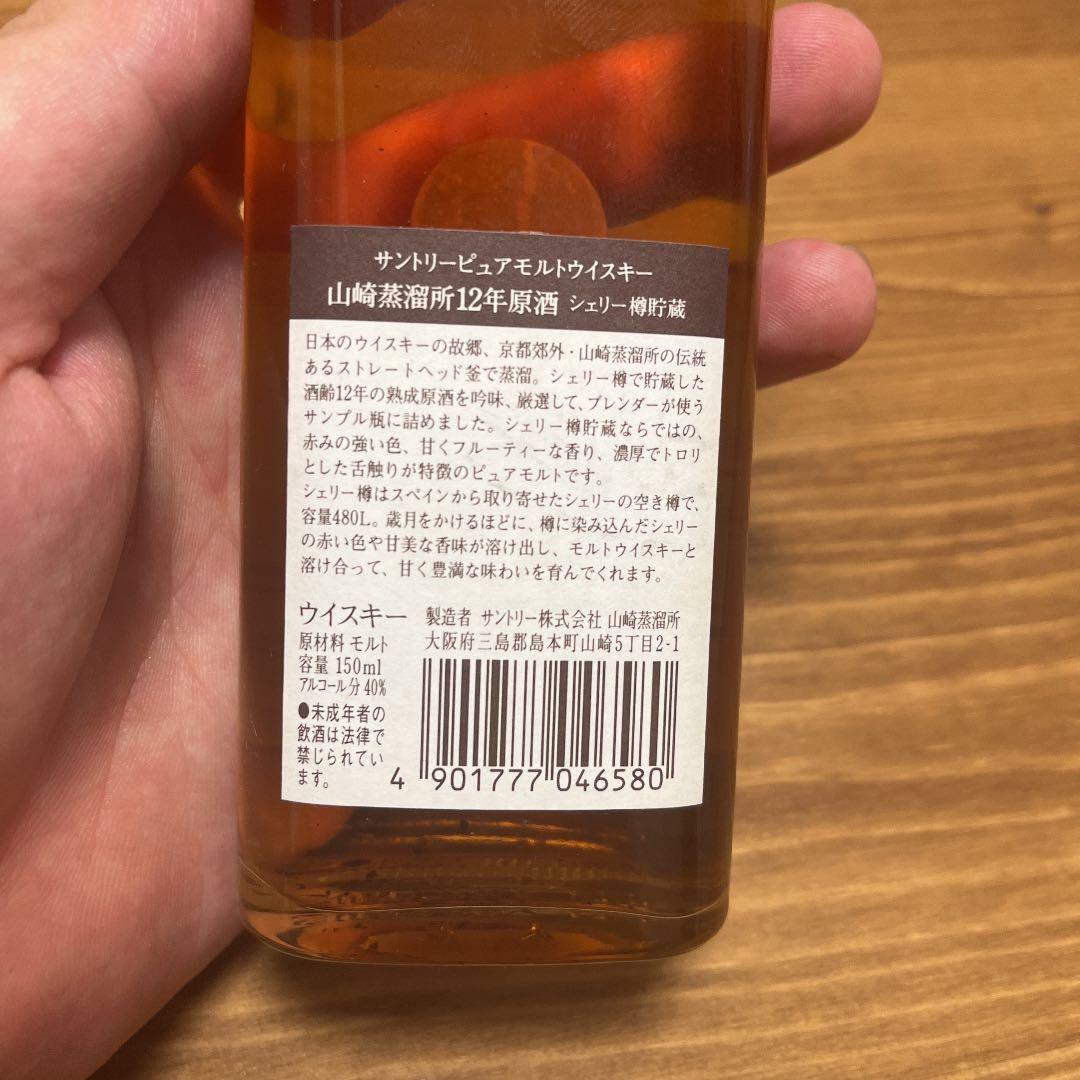 サントリーピュアモルトウイスキー
山崎蒸溜所12年原酒 シェリー樽貯蔵
日本のウイスキーの故郷、京都郊外・山崎蒸溜所の伝統
あるストレートヘッド釜で蒸溜。シェリー樽で貯蔵した
酒齢12年の熟成原酒を吟味、厳選して、ブレンダーが使う
サンプル瓶に詰めました。シェリー樽貯蔵ならではの、
赤みの強い色、甘くフルーティーな香り、濃厚でトロリ
とした舌触りが特徴のピュアモルトです。
シェリー樽はスペインから取り寄せたシェリーの空き樽で、
容量480L。歳月をかけるほどに、樽に染み込んだシェリー
の赤い色や甘美な香味が溶け出し、モルトウイスキーと
溶け合って、甘く豊満な味わいを育んでくれます。
ウイスキー
原材料 モルト
容量 150ml
アルコール分 40%
●未成年者の
飲酒は法律で
禁じられてい
ます。
製造者 サントリー株式会社 山崎蒸溜所
大阪府三島郡島本町山崎5丁目2-1
4 901777 046580